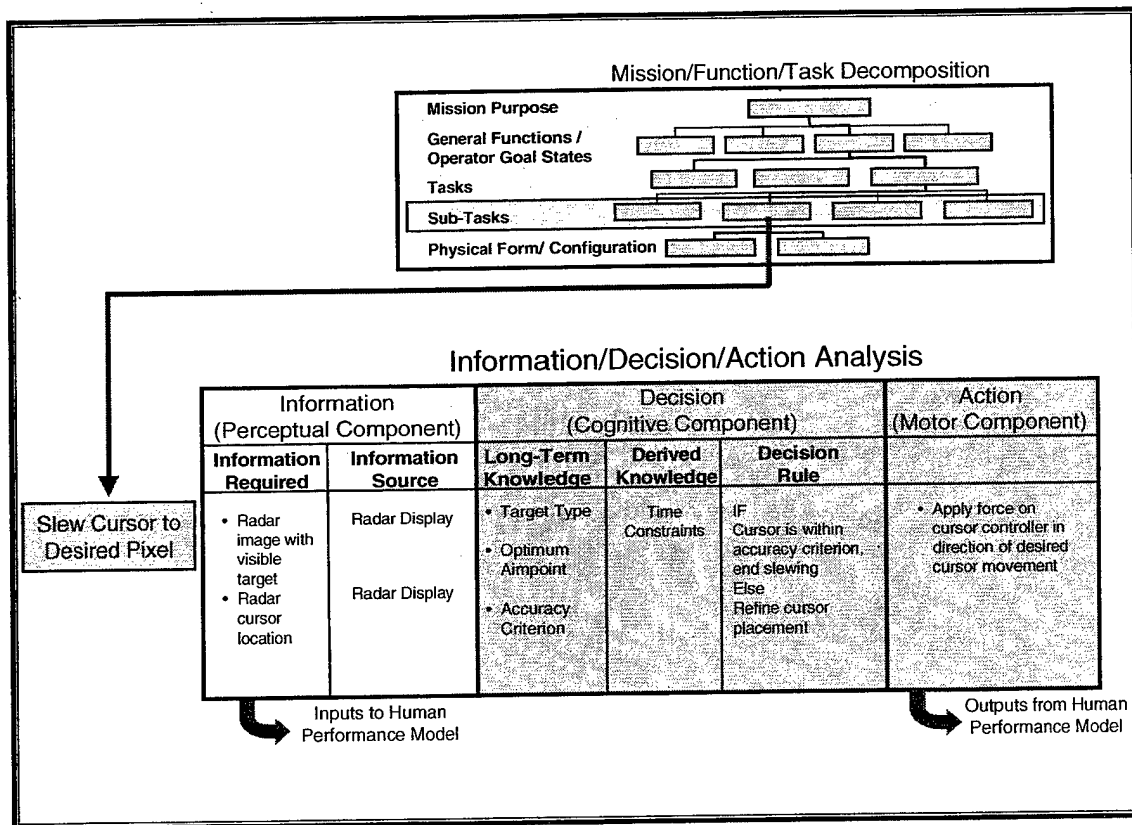 Mission/Function/Task Decomposition
Mission Purpose
General Functions /
Operator Goal States
Tasks
Sub-Tasks
Physical Form/ Configuration
Information/Decision/Action Analysis
Information
(Perceptual Component)
Decision
(Cognitive Component)
Action
(Motor Component)
Information
Required
Information
Source
Long-Term
Knowledge
Derived
Knowledge
Decision
Rule
Slew Cursor to
Desired Pixel
• Radar
image with
visible
target
• Radar
cursor
location
Radar Display
Radar Display
• Target Type
• Optimum
Aimpoint
• Accuracy
Criterion
Time
Constraints
IF
Cursor is within
accuracy criterion,
end slewing
Else
Refine cursor
placement
• Apply force on
cursor controller in
direction of desired
cursor movement
Inputs to Human
Performance Model
Outputs from Human
Performance Model